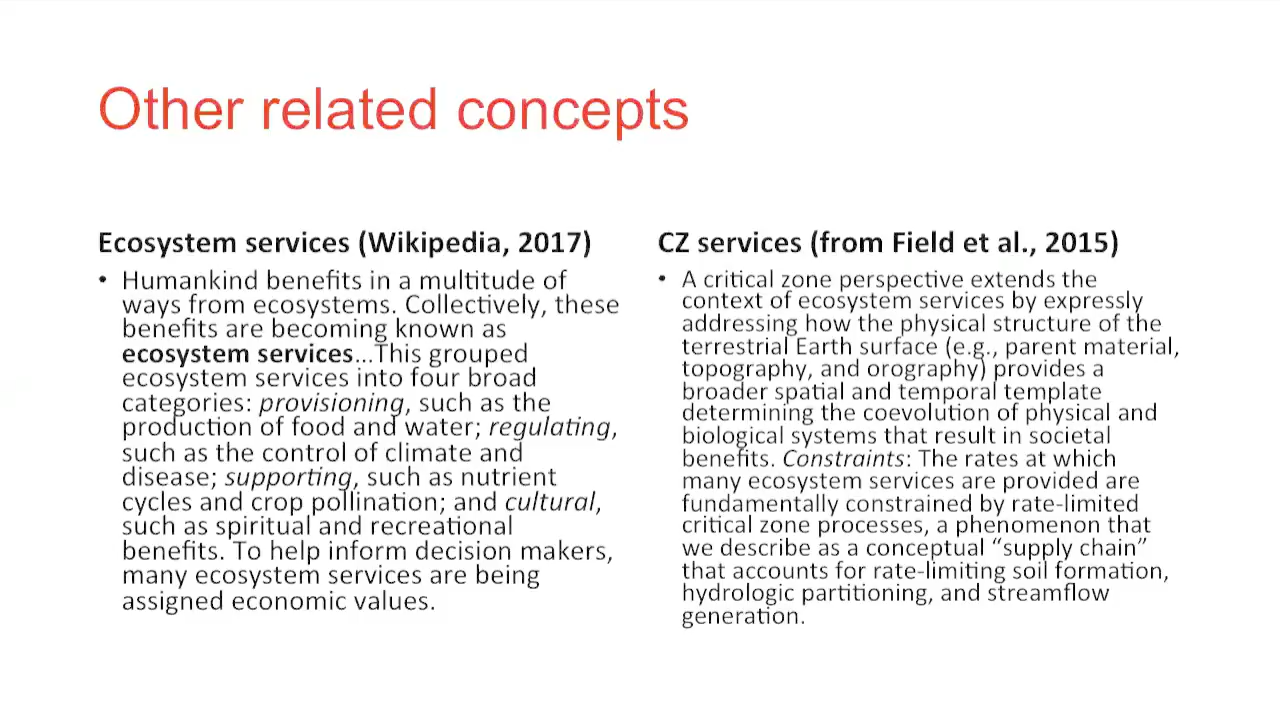 Other related concepts
Ecosystem services (Wikipedia, 2017)
• Humankind benefits in a multitude of
ways from ecosystems. Collectively, these
benefits are becoming known as
ecosystem services…This grouped
ecosystem services into four broad
categories: provisioning, such as the
production of food and water; regulating,
such as the control of climate and
disease; supporting, such as nutrient
cycles and crop pollination; and cultural,
such as spiritual and recreational
benefits. To help inform decision makers,
many ecosystem services are being
assigned economic values.
CZ services (from Field et al., 2015)
• A critical zone perspective extends the
context of ecosystem services by expressly
addressing how the physical structure of the
terrestrial Earth surface (e.g., parent material,
topography, and orography) provides a
broader spatial and temporal template
determining the coevolution of physical and
biological systems that result in societal
benefits. Constraints: The rates at which
many ecosystem services are provided are
fundamentally constrained by rate-limited
critical zone processes, a phenomenon that
we describe as a conceptual “supply chain”
that accounts for rate-limiting soil formation,
hydrologic partitioning, and streamflow
generation.